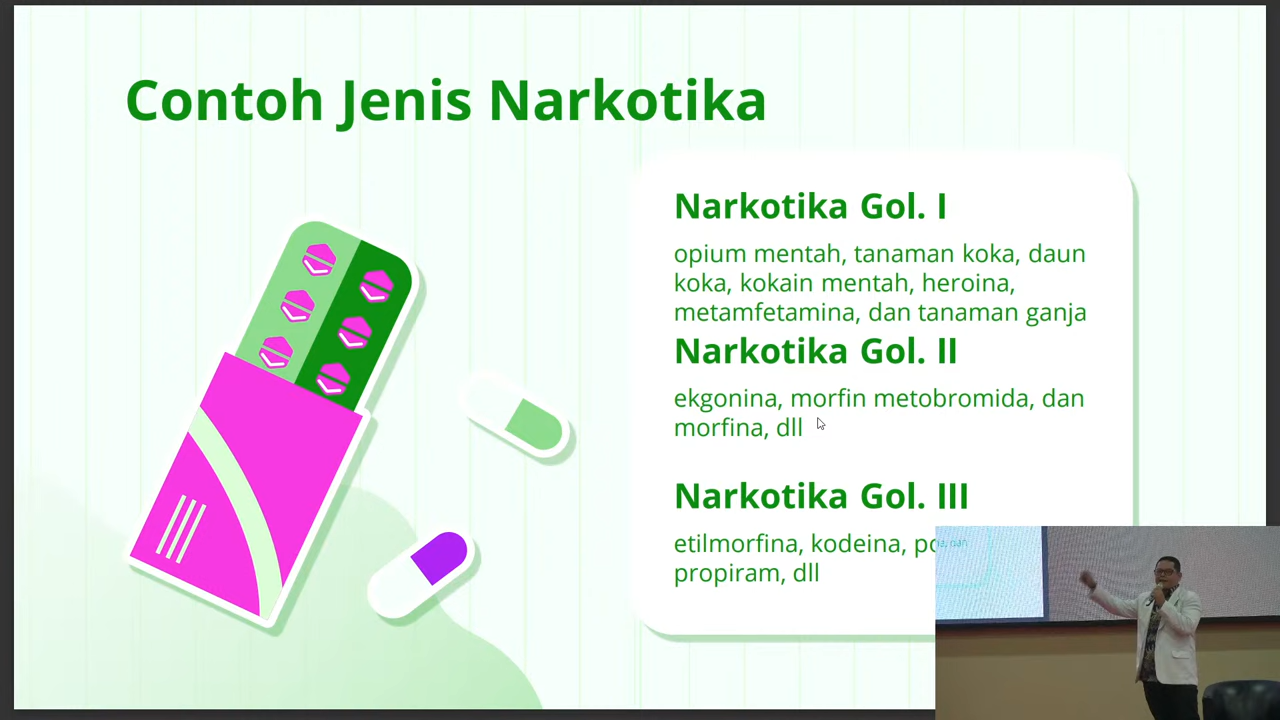 Contoh Jenis Narkotika
Narkotika Gol. I
opium mentah, tanaman koka, daun
koka, kokain mentah, heroina,
metamfetamina, dan tanaman ganja
Narkotika Gol. II
ekgonina, morfin metobromida, dan
morfina, dll
Narkotika Gol. III
etilmorfina, kodeina,
propiram, dll